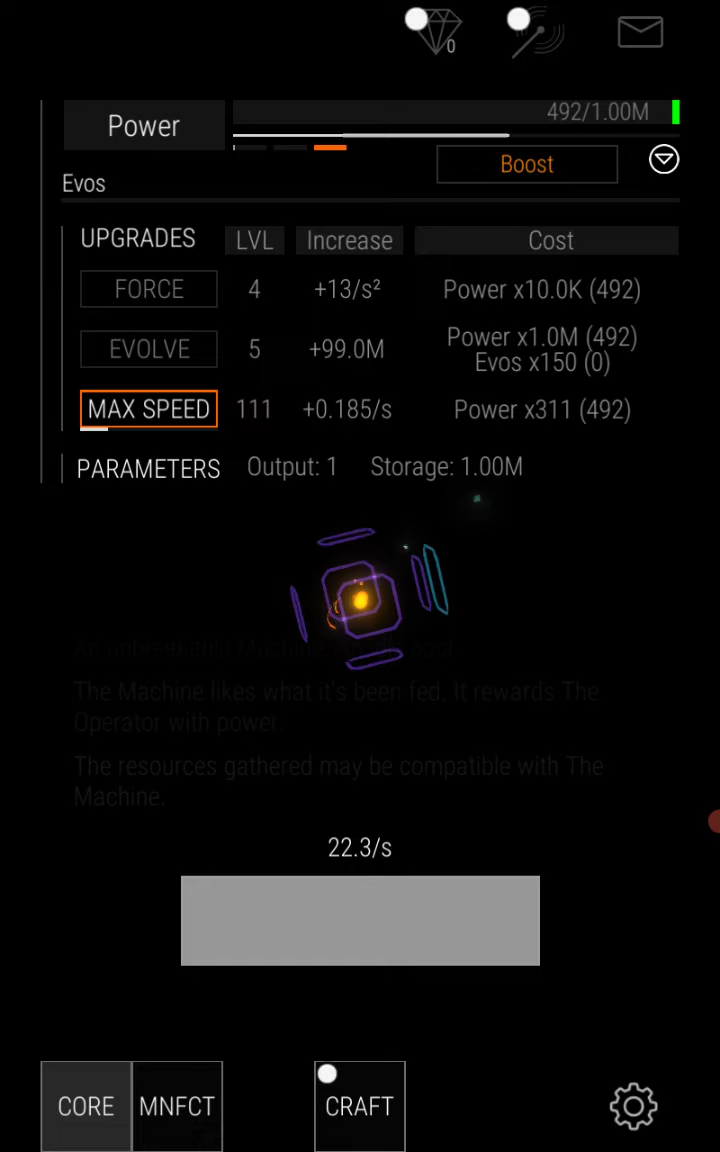 0
Power
492/1.00M
Boost
Evos
UPGRADES LVL Increase Cost
FORCE 4 +13/s² Power x10.0K (492)
EVOLVE 5 +99.0M Power x1.0M (492)
Evos x150 (0)
MAX SPEED 111 +0.185/s Power x311 (492)
PARAMETERS Output: 1 Storage: 1.00M
An unbreakable Machine
The Machine likes what it's been fed. It rewards The
Operator with power.
The resources gathered may be compatible with The
Machine.
22.3/s
CORE MNFCT CRAFT